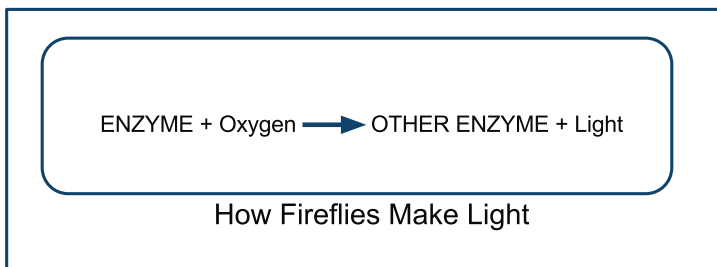 ENZYME + Oxygen → OTHER ENZYME + Light
How Fireflies Make Light